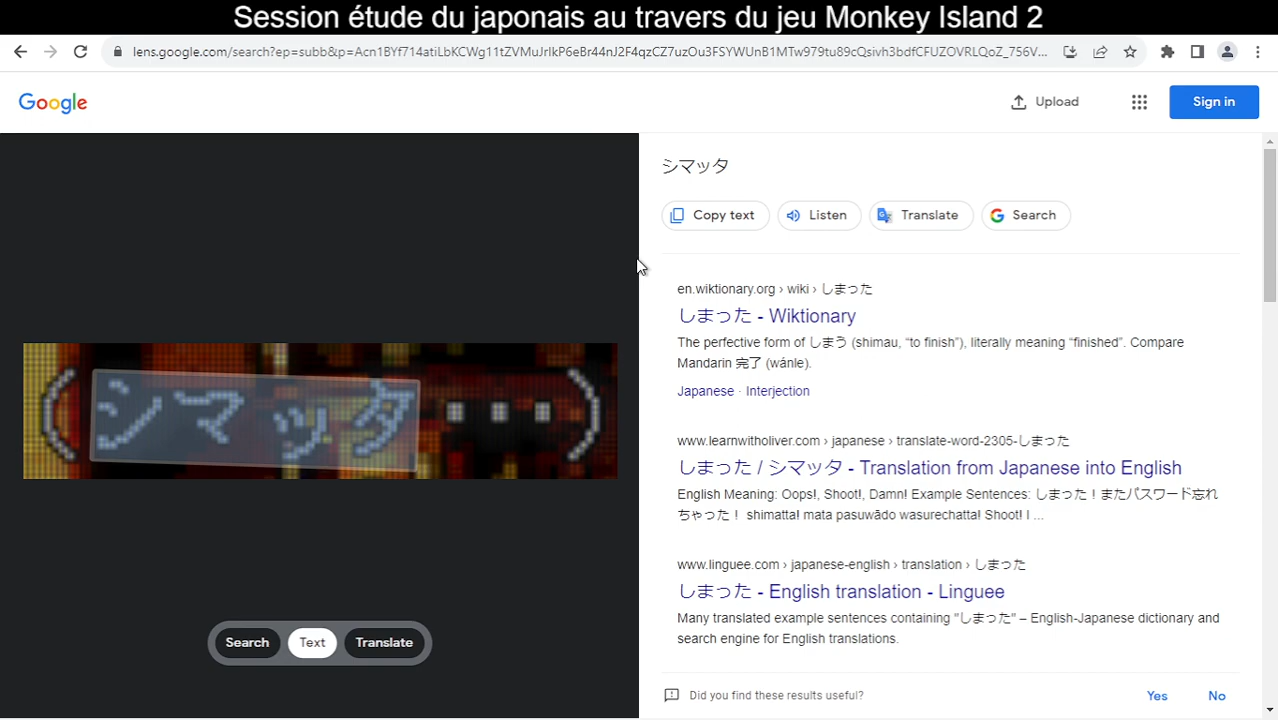 Session étude du japonais au travers du jeu Monkey Island 2
lens.google.com/search?ep=subb&p=Acn1BYf714atiLbKCWg11tZVMuJrIkP6eBr44nJ2F4qzCZ7uzOu3FSYWUnB1MTw979tu89cQsivh3bdfCFUZOVRLQoZ_756V...
Google
Upload
Sign in
シマッタ
Copy text
Listen
Translate
Search
en.wiktionary.org › wiki › しまった
しまった - Wiktionary
The perfective form of しまう (shimau, “to finish”), literally meaning “finished”. Compare
Mandarin 完了 (wánle).
Japanese · Interjection
www.learnwitholiver.com › japanese › translate-word-2305-しまった
しまった / シマッタ - Translation from Japanese into English
English Meaning: Oops!, Shoot!, Damn! Example Sentences: しまった！またパスワード忘れ
ちゃった！ shimatta! mata pasuwādo wasurechatta! Shoot! I ...
www.linguee.com › japanese-english › translation › しまった
しまった - English translation - Linguee
Many translated example sentences containing "しまった" – English-Japanese dictionary and
search engine for English translations.
Did you find these results useful?
Yes
No
(シマッタ...)
Search
Text
Translate